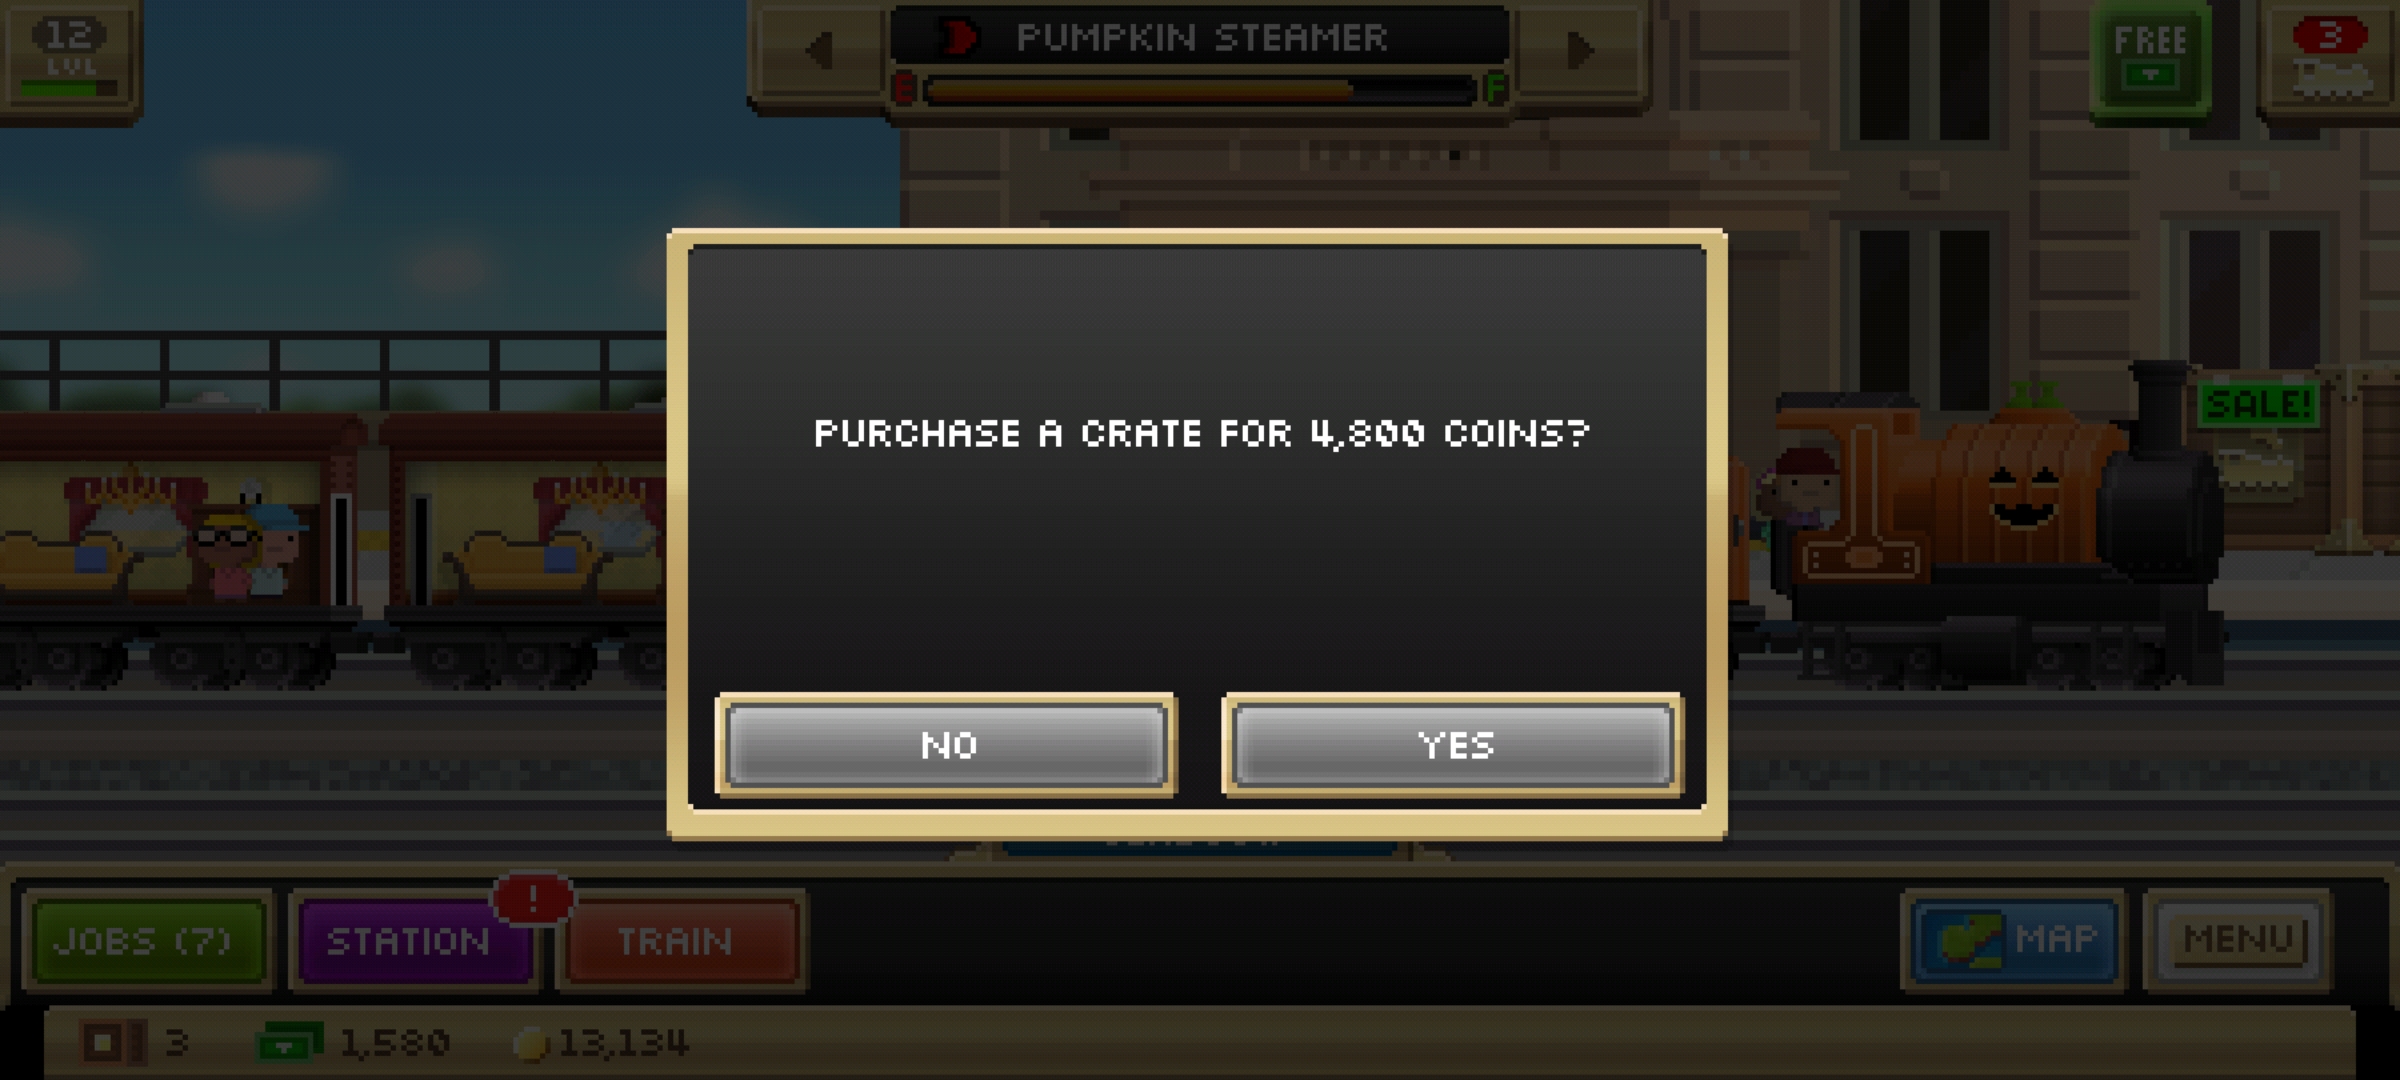 12
LVL
PUMPKIN STEAMER
E
F
FREE
3
SALE!
PURCHASE A CRATE FOR 4,800 COINS?
NO
YES
JOBS (7)
STATION
!
TRAIN
MAP
MENU
3
1,580
13,134